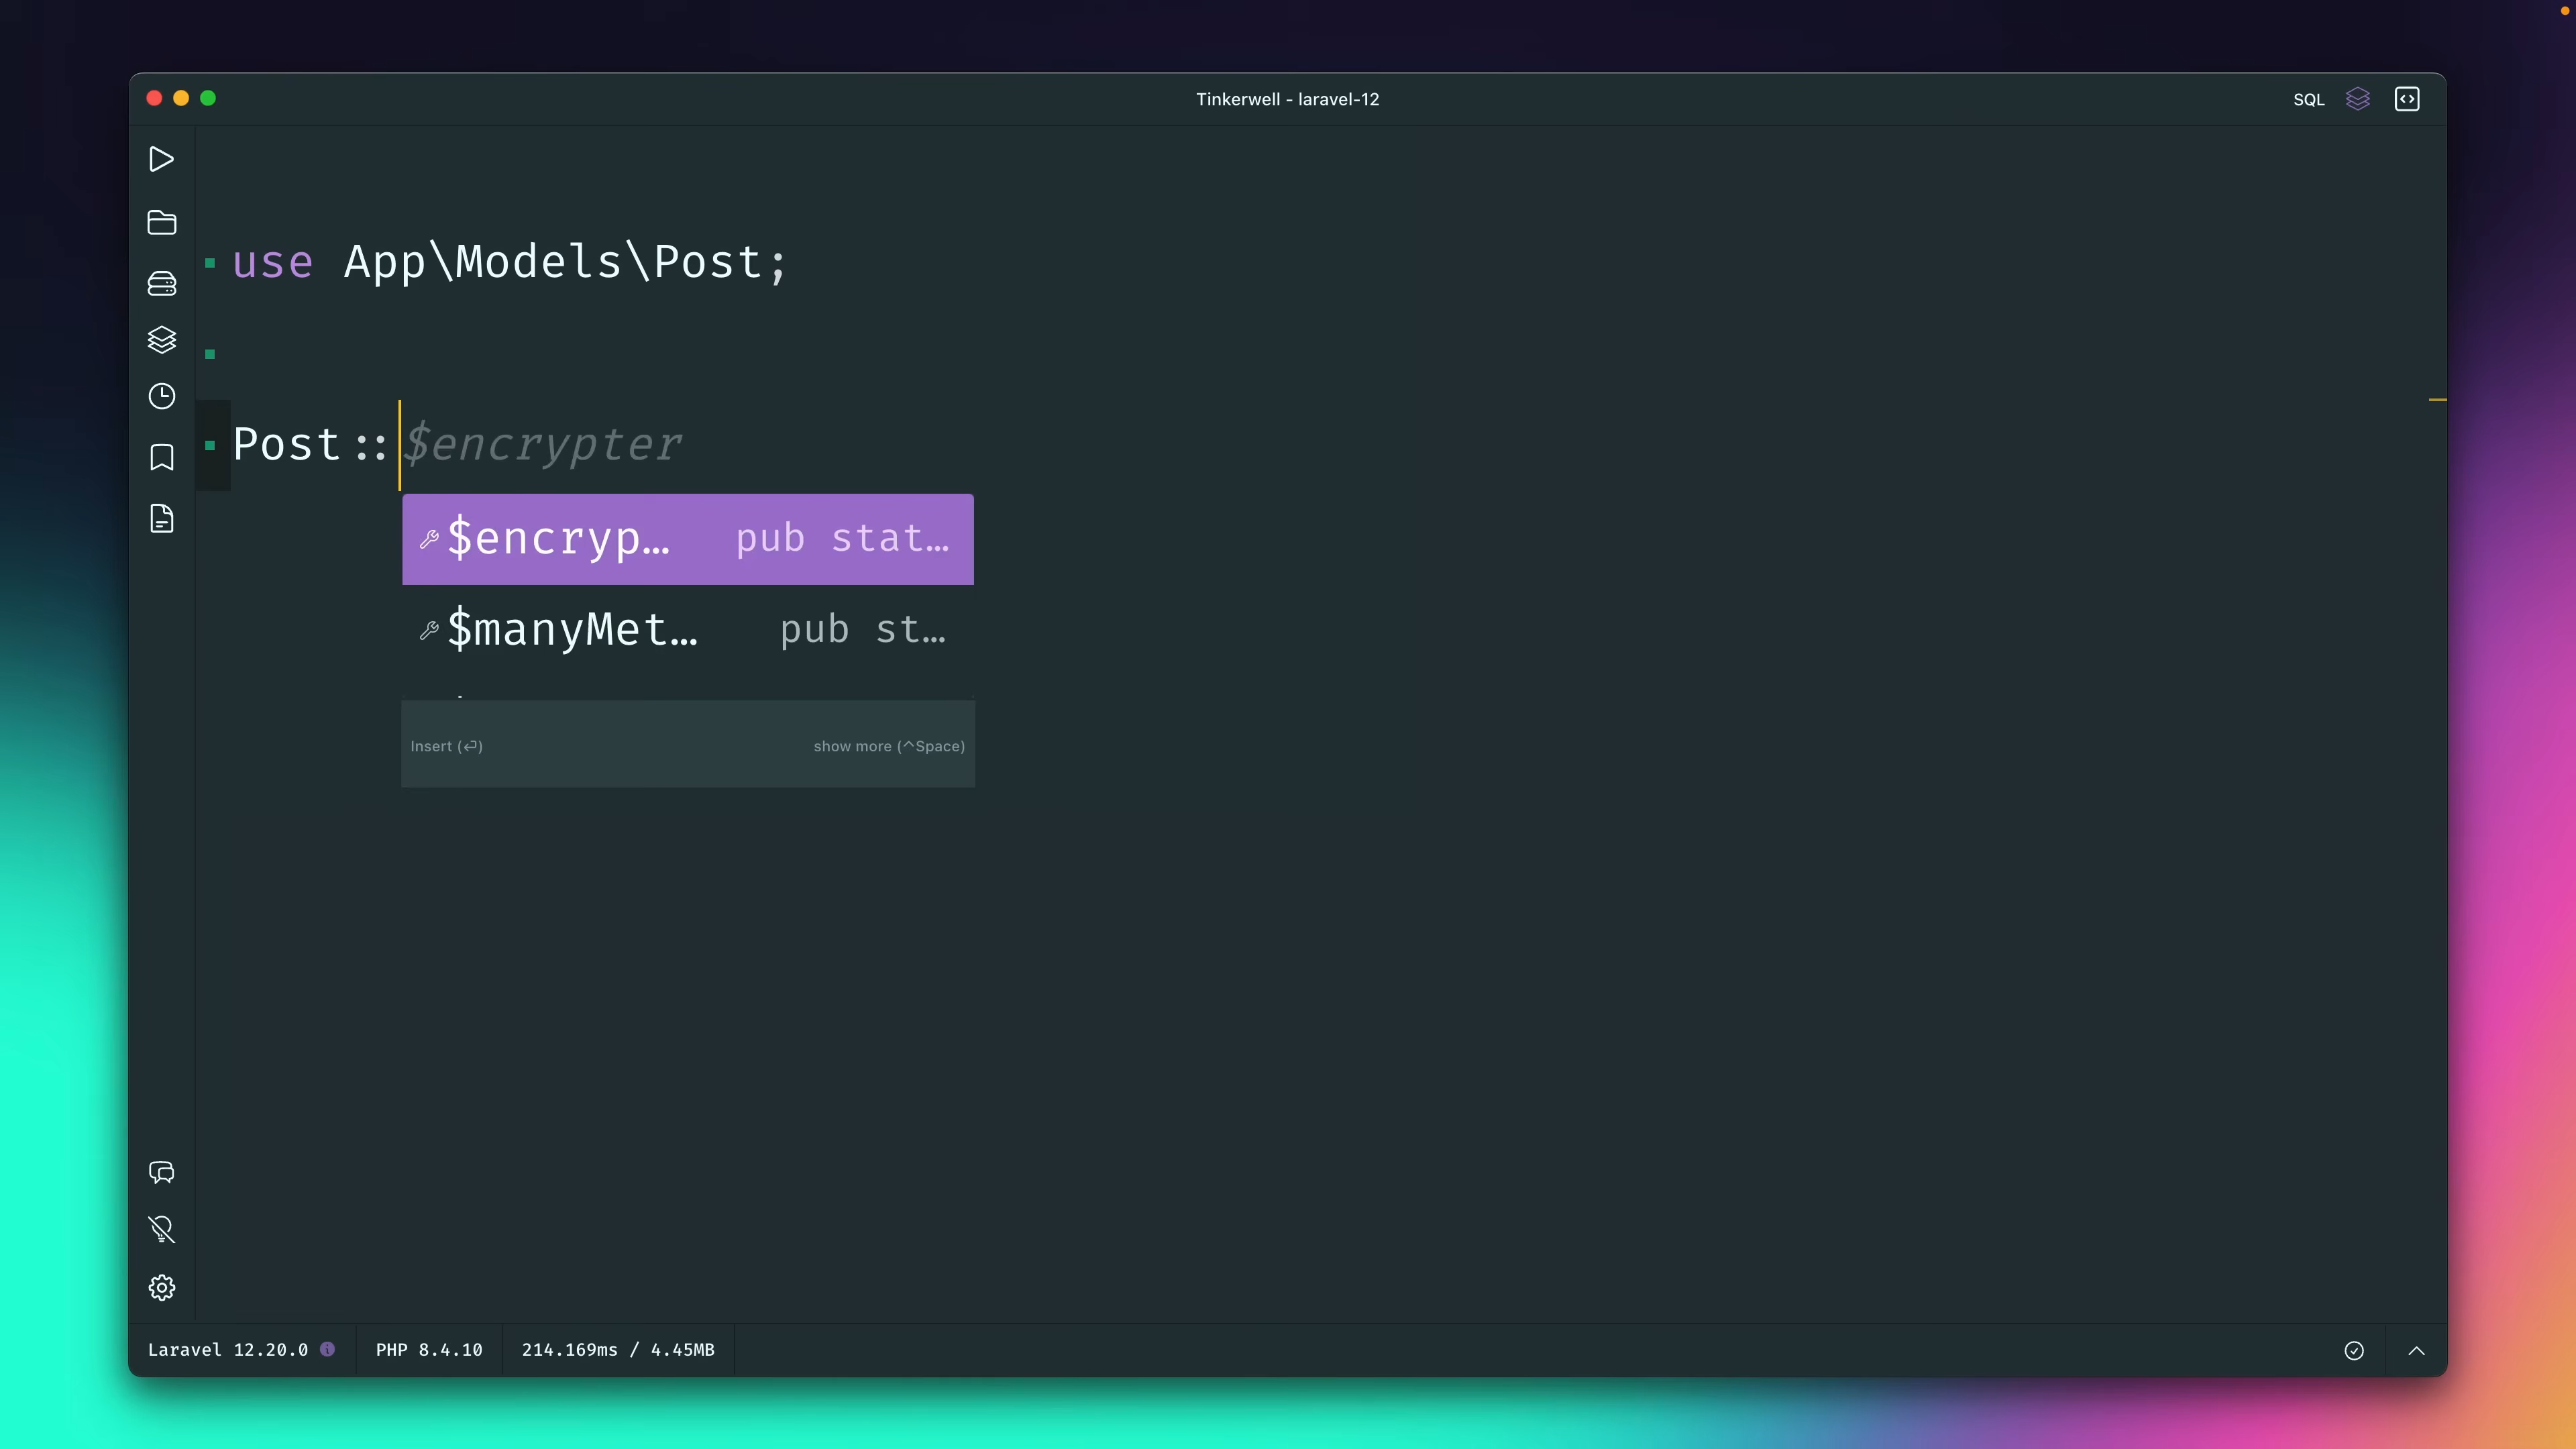 Tinkerwell - laravel-12
SQL
use App\Models\Post;
Post::$encrypter
$encryp… pub stat…
$manyMet… pub st…
Insert (⏎) show more (^Space)
Laravel 12.20.0 PHP 8.4.10 214.169ms / 4.45MB